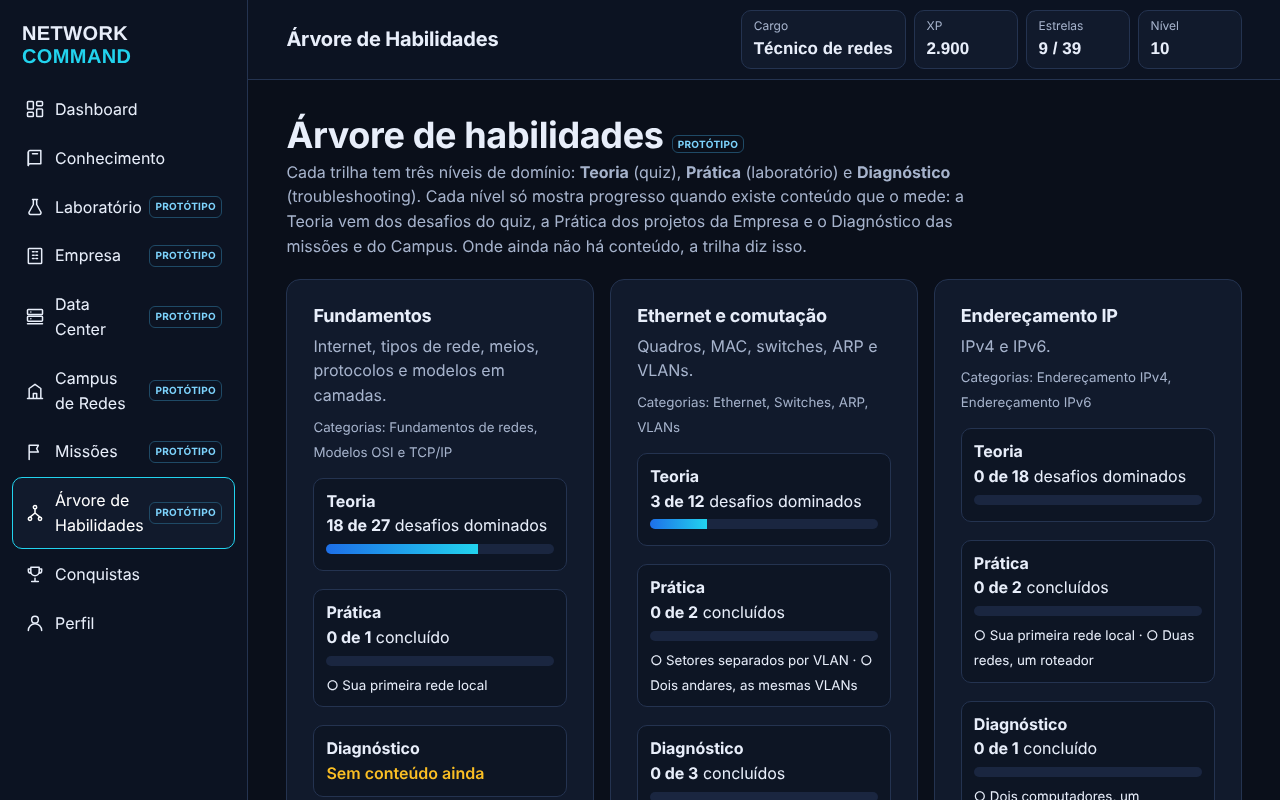 NETWORK
COMMAND
Dashboard
Conhecimento
Laboratório PROTÓTIPO
Empresa PROTÓTIPO
Data
Center PROTÓTIPO
Campus
de Redes PROTÓTIPO
Missões PROTÓTIPO
Árvore de
Habilidades PROTÓTIPO
Conquistas
Perfil
Árvore de Habilidades
Cargo
Técnico de redes
XP
2.900
Estrelas
9 / 39
Nível
10
Árvore de habilidades PROTÓTIPO
Cada trilha tem três níveis de domínio: Teoria (quiz), Prática (laboratório) e Diagnóstico
(troubleshooting). Cada nível só mostra progresso quando existe conteúdo que o mede: a
Teoria vem dos desafios do quiz, a Prática dos projetos da Empresa e o Diagnóstico das
missões e do Campus. Onde ainda não há conteúdo, a trilha diz isso.
Fundamentos
Internet, tipos de rede, meios,
protocolos e modelos em
camadas.
Categorias: Fundamentos de redes,
Modelos OSI e TCP/IP
Teoria
18 de 27 desafios dominados
Prática
0 de 1 concluído
○ Sua primeira rede local
Diagnóstico
Sem conteúdo ainda
Ethernet e comutação
Quadros, MAC, switches, ARP e
VLANs.
Categorias: Ethernet, Switches, ARP,
VLANs
Teoria
3 de 12 desafios dominados
Prática
0 de 2 concluídos
○ Setores separados por VLAN · ○
Dois andares, as mesmas VLANs
Diagnóstico
0 de 3 concluídos
Endereçamento IP
IPv4 e IPv6.
Categorias: Endereçamento IPv4,
Endereçamento IPv6
Teoria
0 de 18 desafios dominados
Prática
0 de 2 concluídos
○ Sua primeira rede local · ○ Duas
redes, um roteador
Diagnóstico
0 de 1 concluído
○ Dois computadores, um